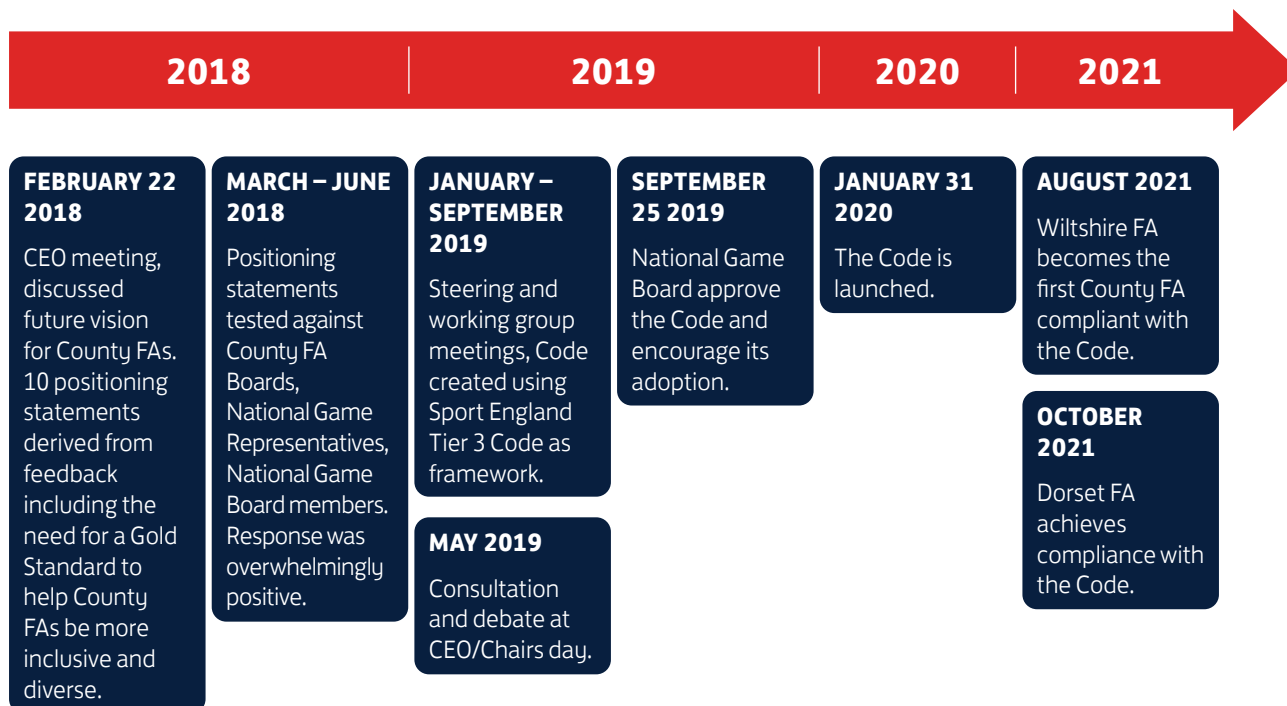 2018
2019
2020
2021
FEBRUARY 22
2018
CEO meeting,
discussed
future vision
for County FAs.
10 positioning
statements
derived from
feedback
including the
need for a Gold
Standard to
help County
FAs be more
inclusive and
diverse.
MARCH – JUNE
2018
Positioning
statements
tested against
County FA
Boards,
National Game
Representatives,
National Game
Board members.
Response was
overwhelmingly
positive.
JANUARY –
SEPTEMBER
2019
Steering and
working group
meetings, Code
created using
Sport England
Tier 3 Code as
framework.
MAY 2019
Consultation
and debate at
CEO/Chairs day.
SEPTEMBER
25 2019
National Game
Board approve
the Code and
encourage its
adoption.
JANUARY 31
2020
The Code is
launched.
AUGUST 2021
Wiltshire FA
becomes the
first County FA
compliant with
the Code.
OCTOBER
2021
Dorset FA
achieves
compliance with
the Code.